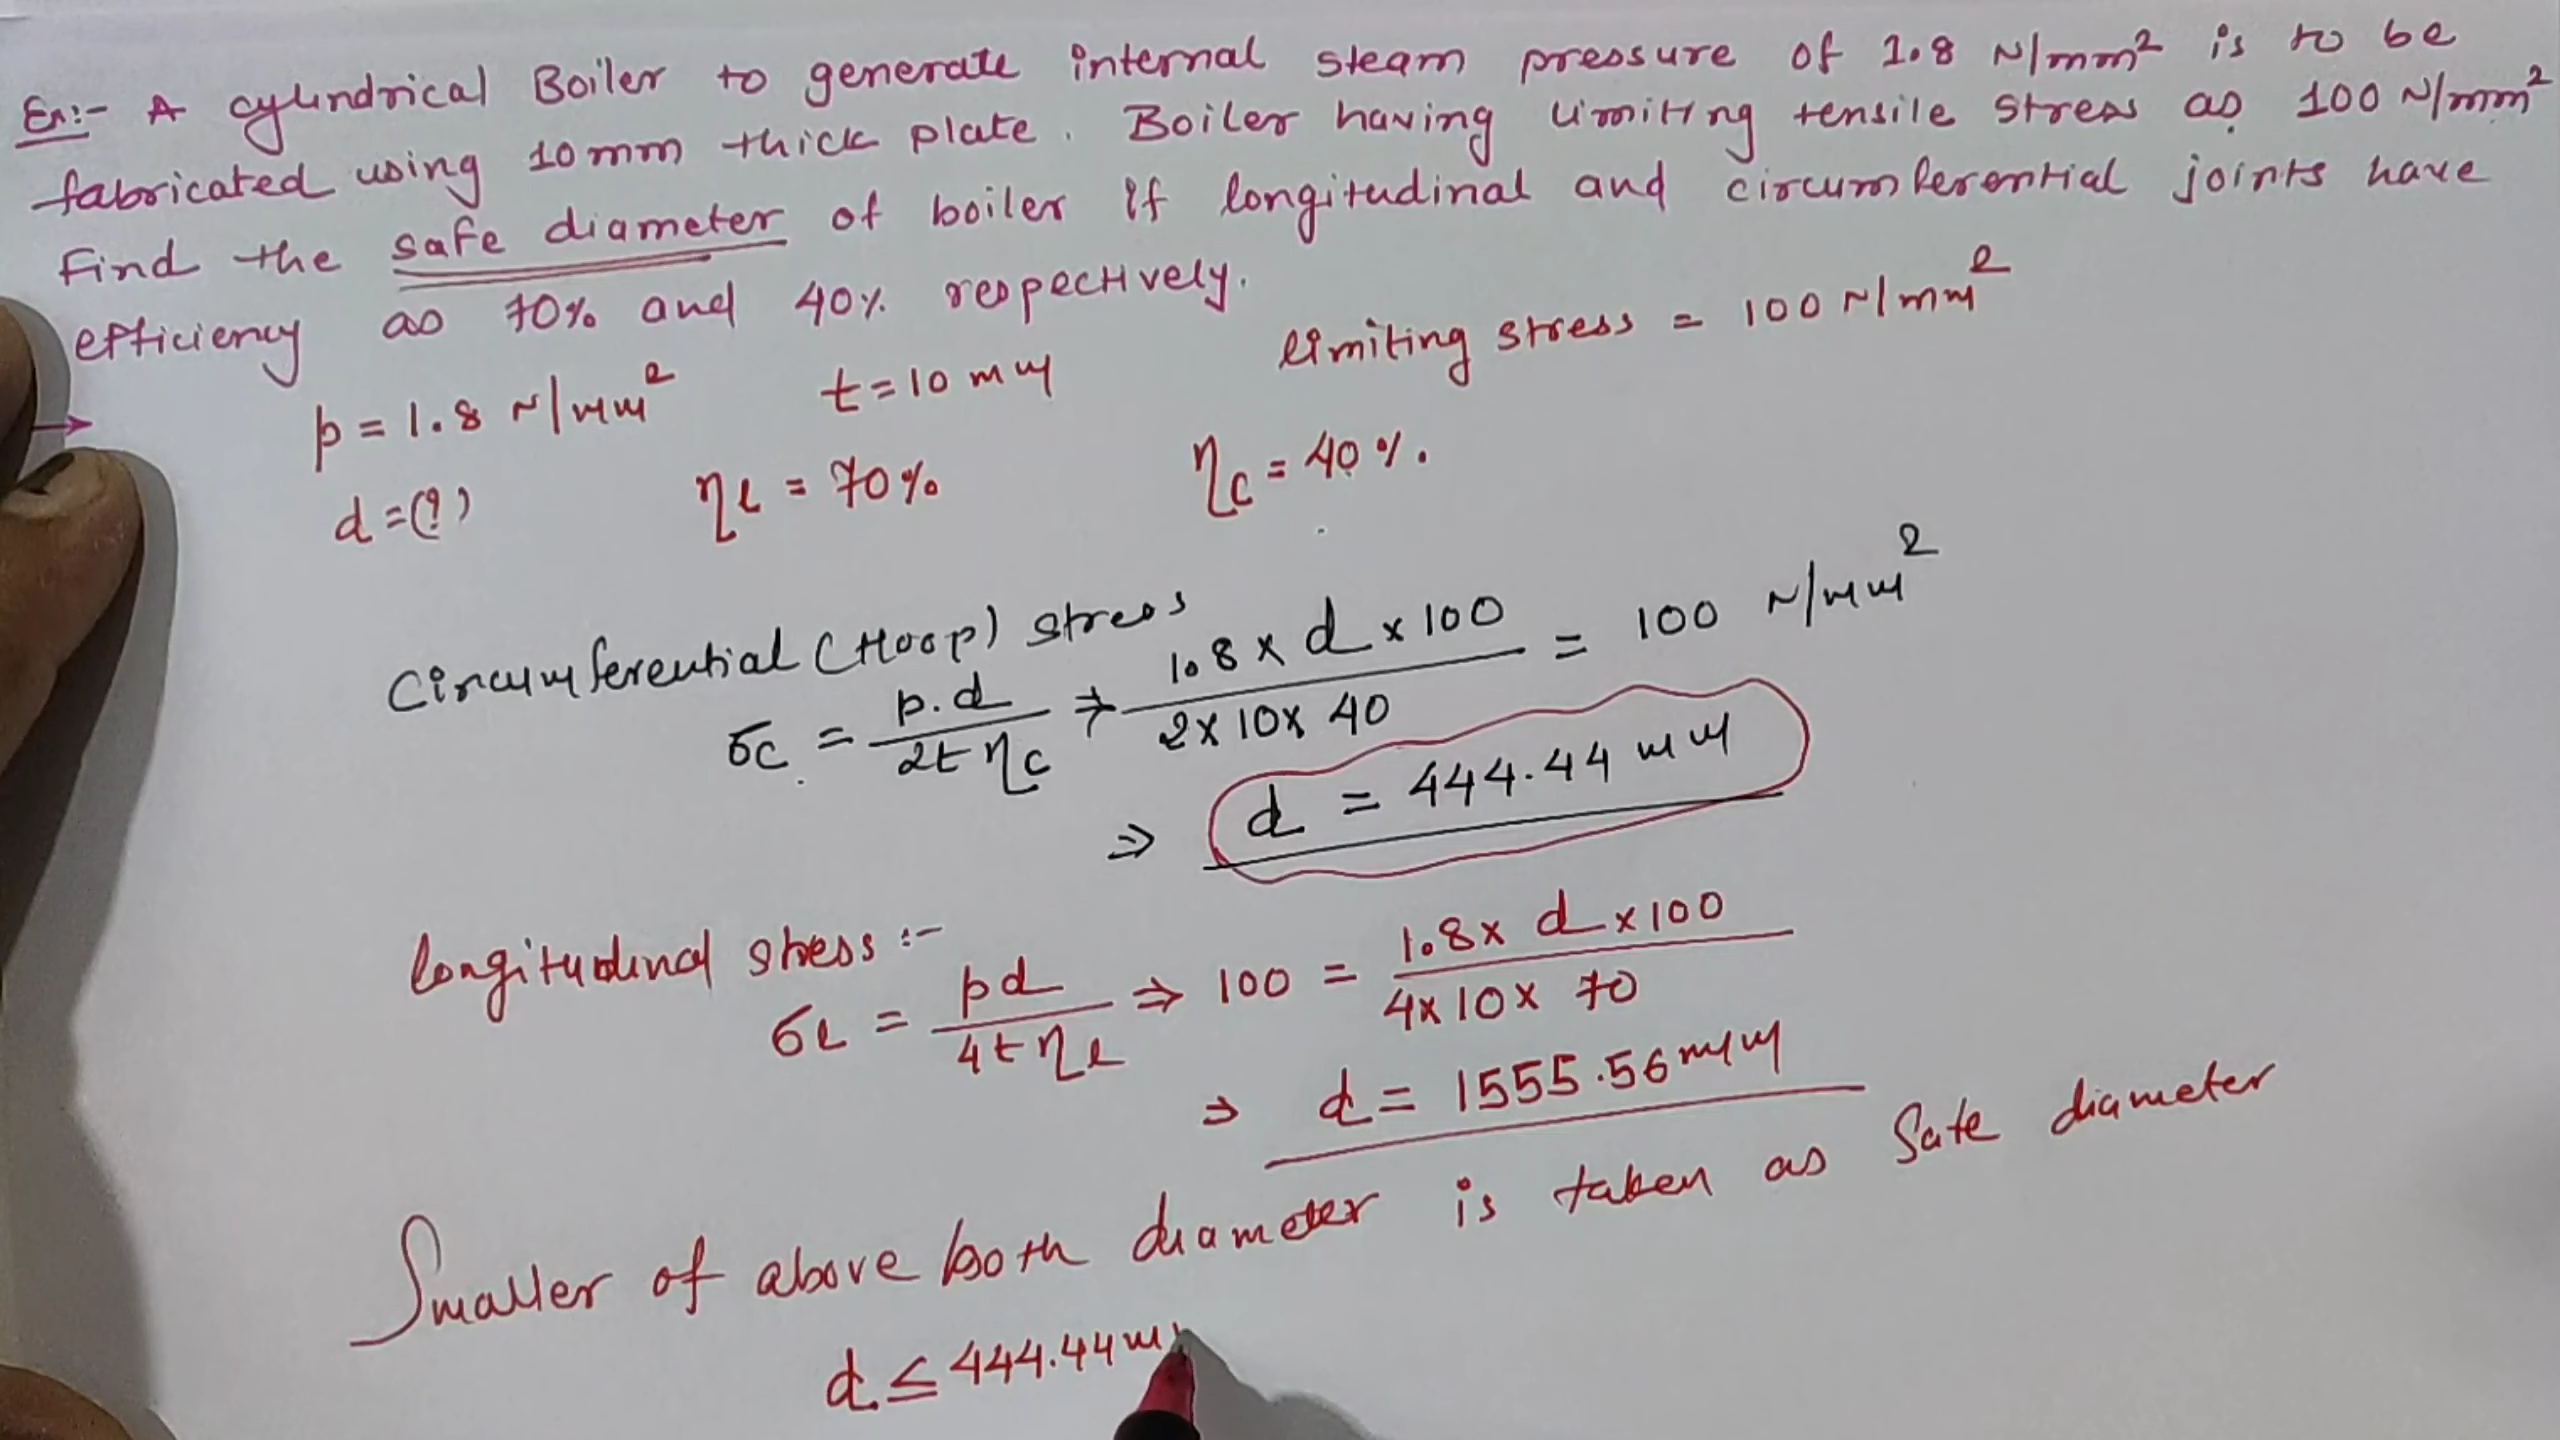 Ex:- A cylindrical Boiler to generate internal steam pressure of 1.8 N/mm² is to be
fabricated using 10mm thick plate. Boiler having limiting tensile stress as 100 N/mm²
Find the safe diameter of boiler if longitudinal and circumferential joints have
efficiency as 70% and 40% respectively.
p = 1.8 N/mm² t = 10 mm limiting stress = 100 N/mm²
d = (?) ηL = 70% ηC = 40%.
Circumferential (Hoop) stress
σC = p.d / 2t ηC ⇒ 1.8 × d × 100 / 2 × 10 × 40 = 100 N/mm²
⇒ d = 444.44 mm
longitudinal stress :-
σL = pd / 4t ηL ⇒ 100 = 1.8 × d × 100 / 4 × 10 × 70
⇒ d = 1555.56 mm
Smaller of above both diameter is taken as Safe diameter
d ≤ 444.44 m